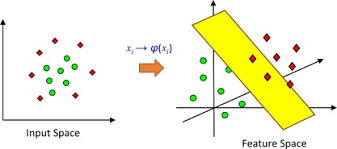 xᵢ → φ(xᵢ)
Input Space
Feature Space